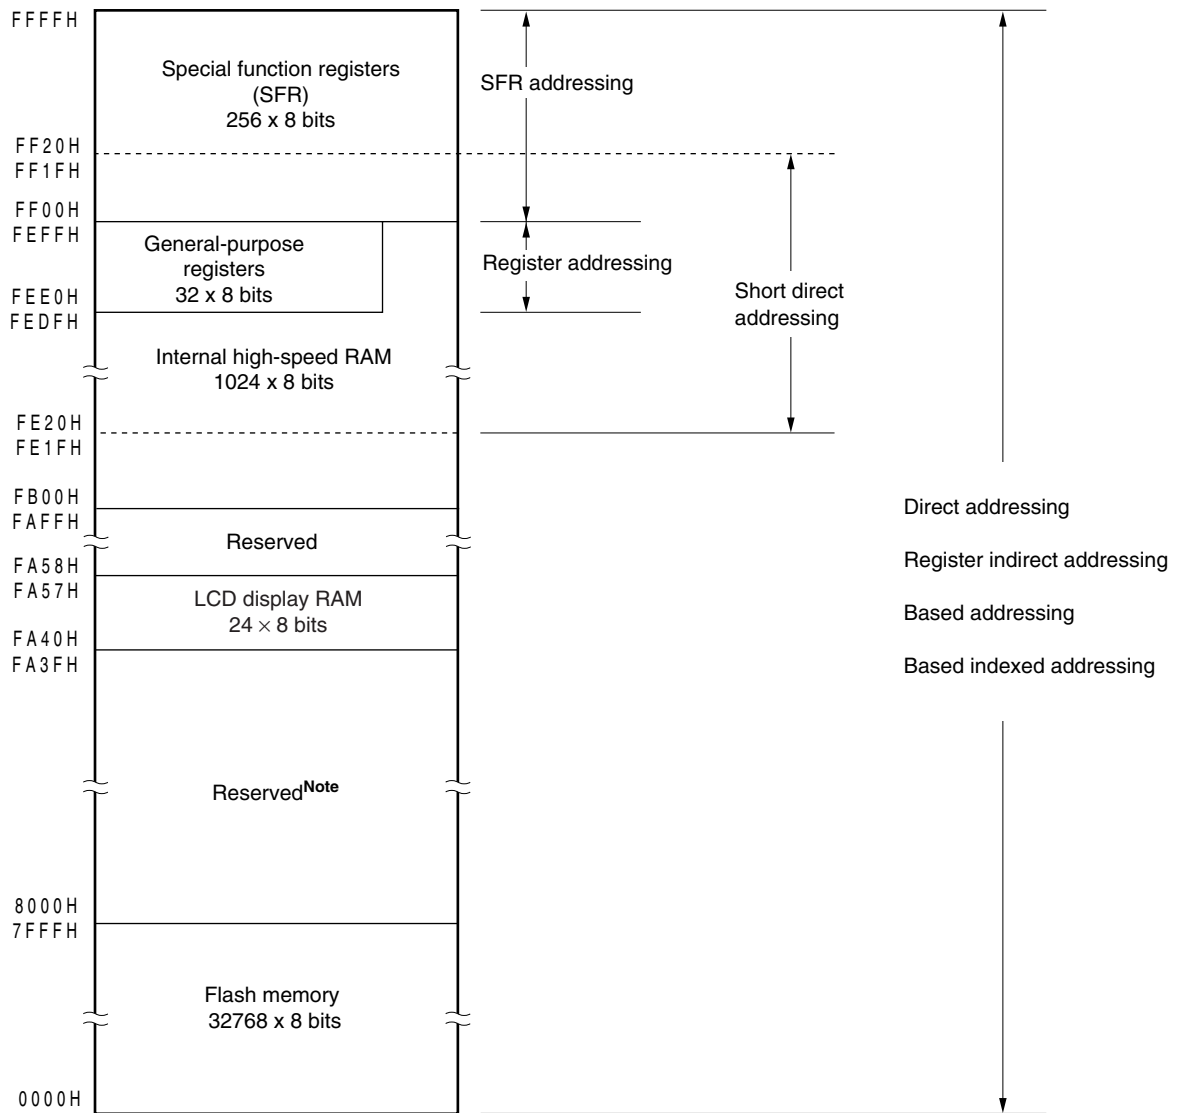 FFFFH
Special function registers
(SFR)
256 x 8 bits
SFR addressing
FF20H
FF1FH
FF00H
FEFFH
General-purpose
registers
32 x 8 bits
Register addressing
FEE0H
FEDFH
Short direct
addressing
Internal high-speed RAM
1024 x 8 bits
FE20H
FE1FH
FB00H
FAFFH
Reserved
FA58H
FA57H
LCD display RAM
24 × 8 bits
FA40H
FA3FH
Direct addressing
Register indirect addressing
Based addressing
Based indexed addressing
ReservedNote
8000H
7FFFH
Flash memory
32768 x 8 bits
0000H